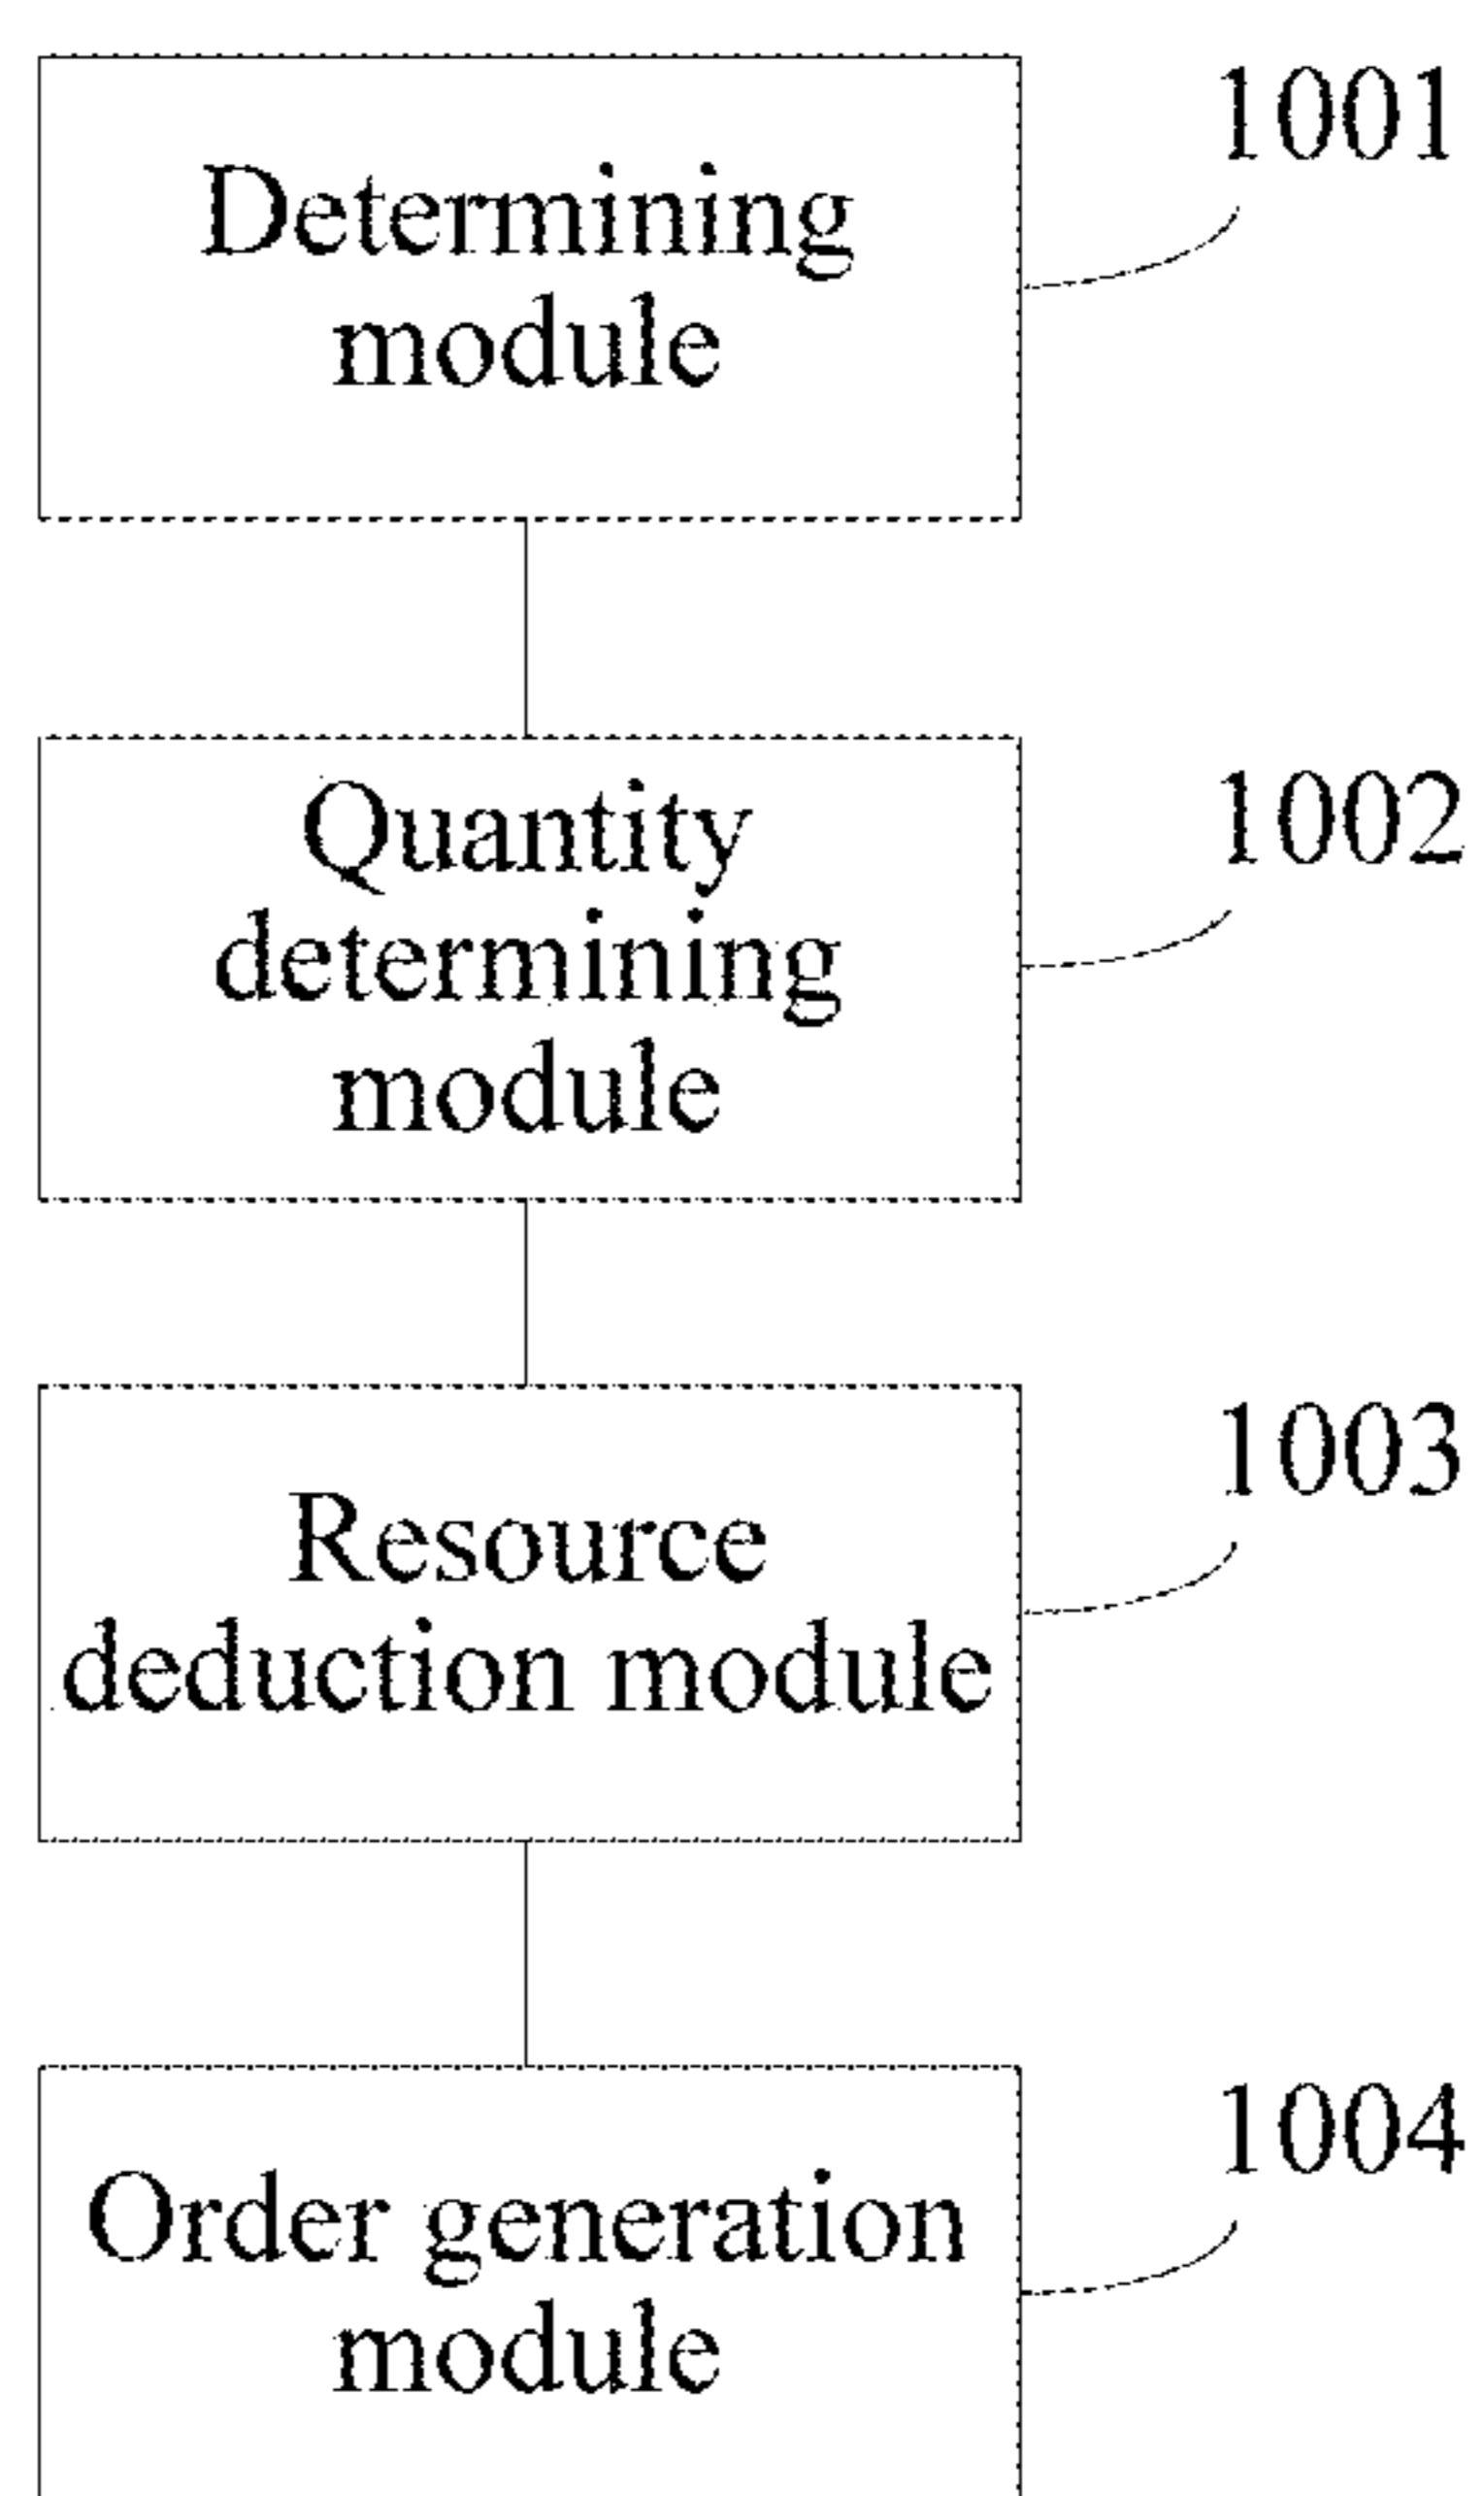 1001
Determining
module
1002
Quantity
determining
module
1003
Resource
deduction module
1004
Order generation
module